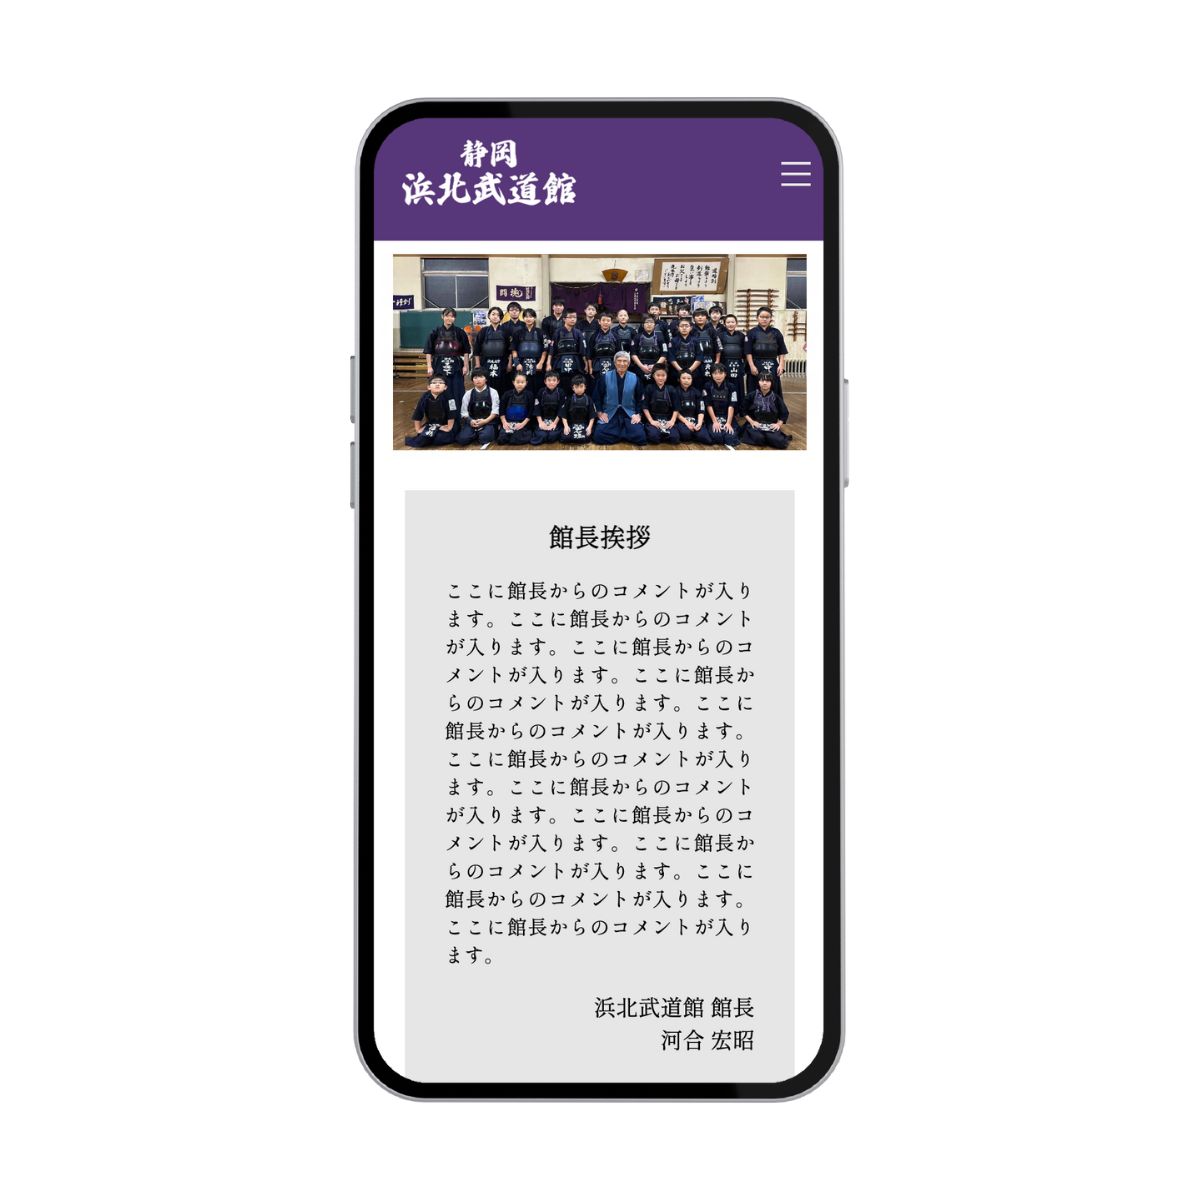 静岡
浜北武道館
館長挨拶
ここに館長からのコメントが入り
ます。ここに館長からのコメント
が入ります。ここに館長からのコ
メントが入ります。ここに館長か
らのコメントが入ります。ここに
館長からのコメントが入ります。
ここに館長からのコメントが入り
ます。ここに館長からのコメント
が入ります。ここに館長からのコ
メントが入ります。ここに館長か
らのコメントが入ります。ここに
館長からのコメントが入ります。
ここに館長からのコメントが入り
ます。
浜北武道館 館長
河合 宏昭